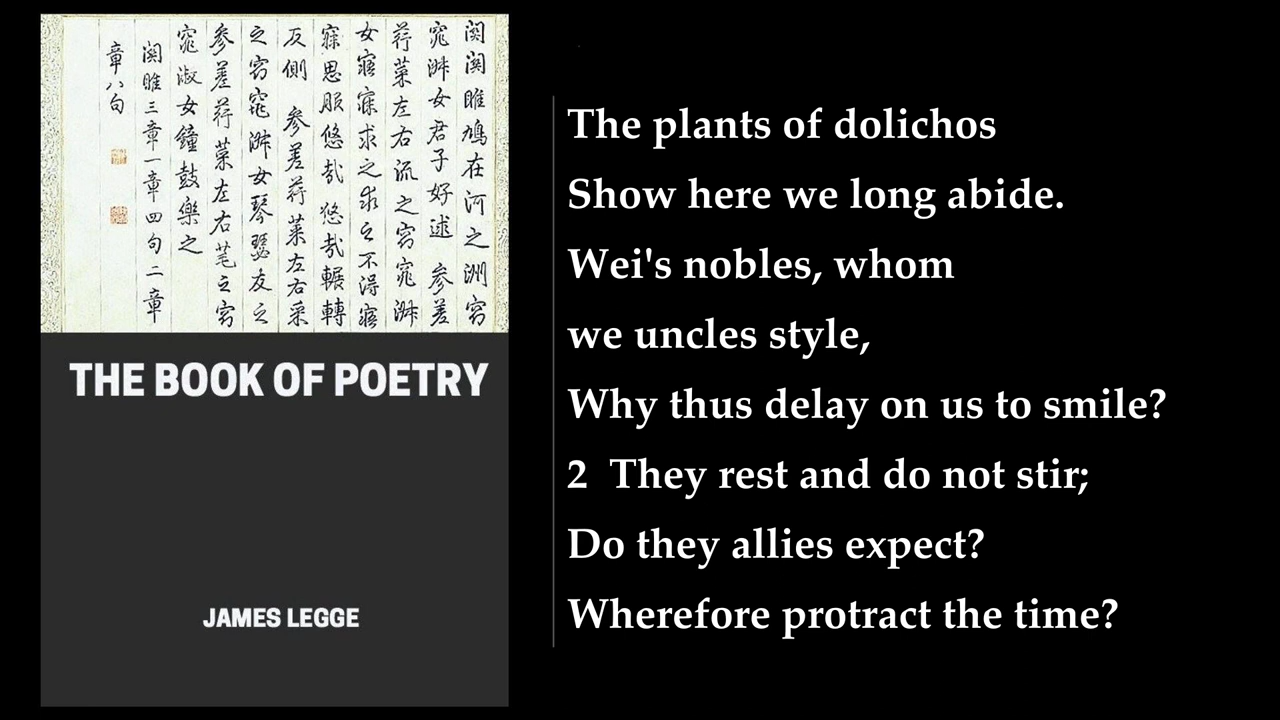 關關雎鳩在河之洲窈
窕淑女君子好逑 參差
荇菜左右流之窈窕淑
女寤寐求之求之不得寤
寐思服悠哉悠哉輾轉
反側 參差荇菜左右采
之窈窕淑女琴瑟友之
參差荇菜左右芼之窈
窕淑女鐘鼓樂之
關雎三章一章四句二章
章八句
THE BOOK OF POETRY
JAMES LEGGE
The plants of dolichos
Show here we long abide.
Wei's nobles, whom
we uncles style,
Why thus delay on us to smile?
2 They rest and do not stir;
Do they allies expect?
Wherefore protract the time?